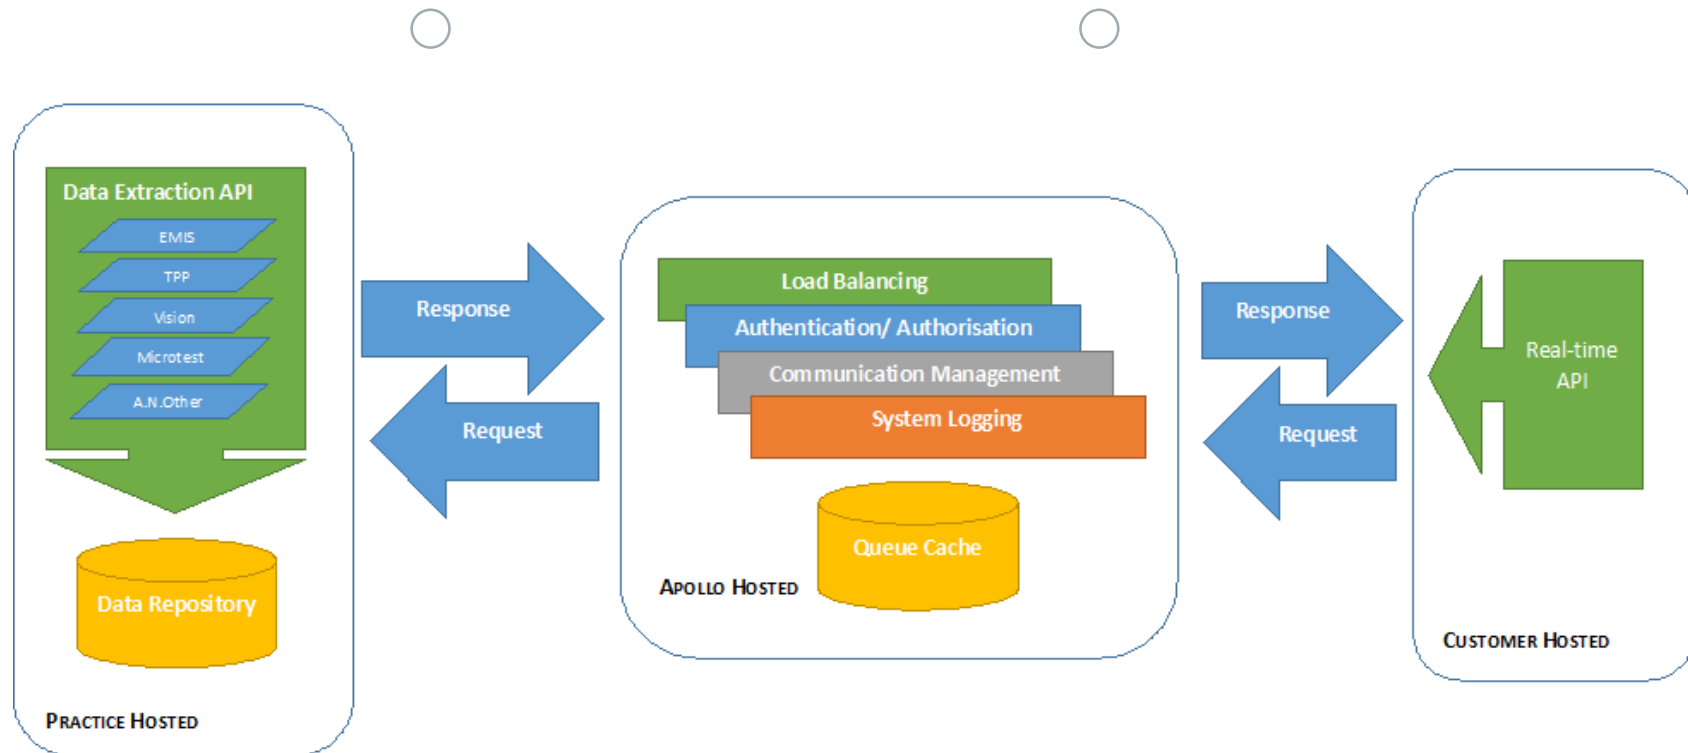 Data Extraction API
EMIS
TPP
Vision
Microtest
A.N.Other
Data Repository
PRACTICE HOSTED
Response
Request
Load Balancing
Authentication/ Authorisation
Communication Management
System Logging
Queue Cache
APOLLO HOSTED
Response
Request
Real-time
API
CUSTOMER HOSTED